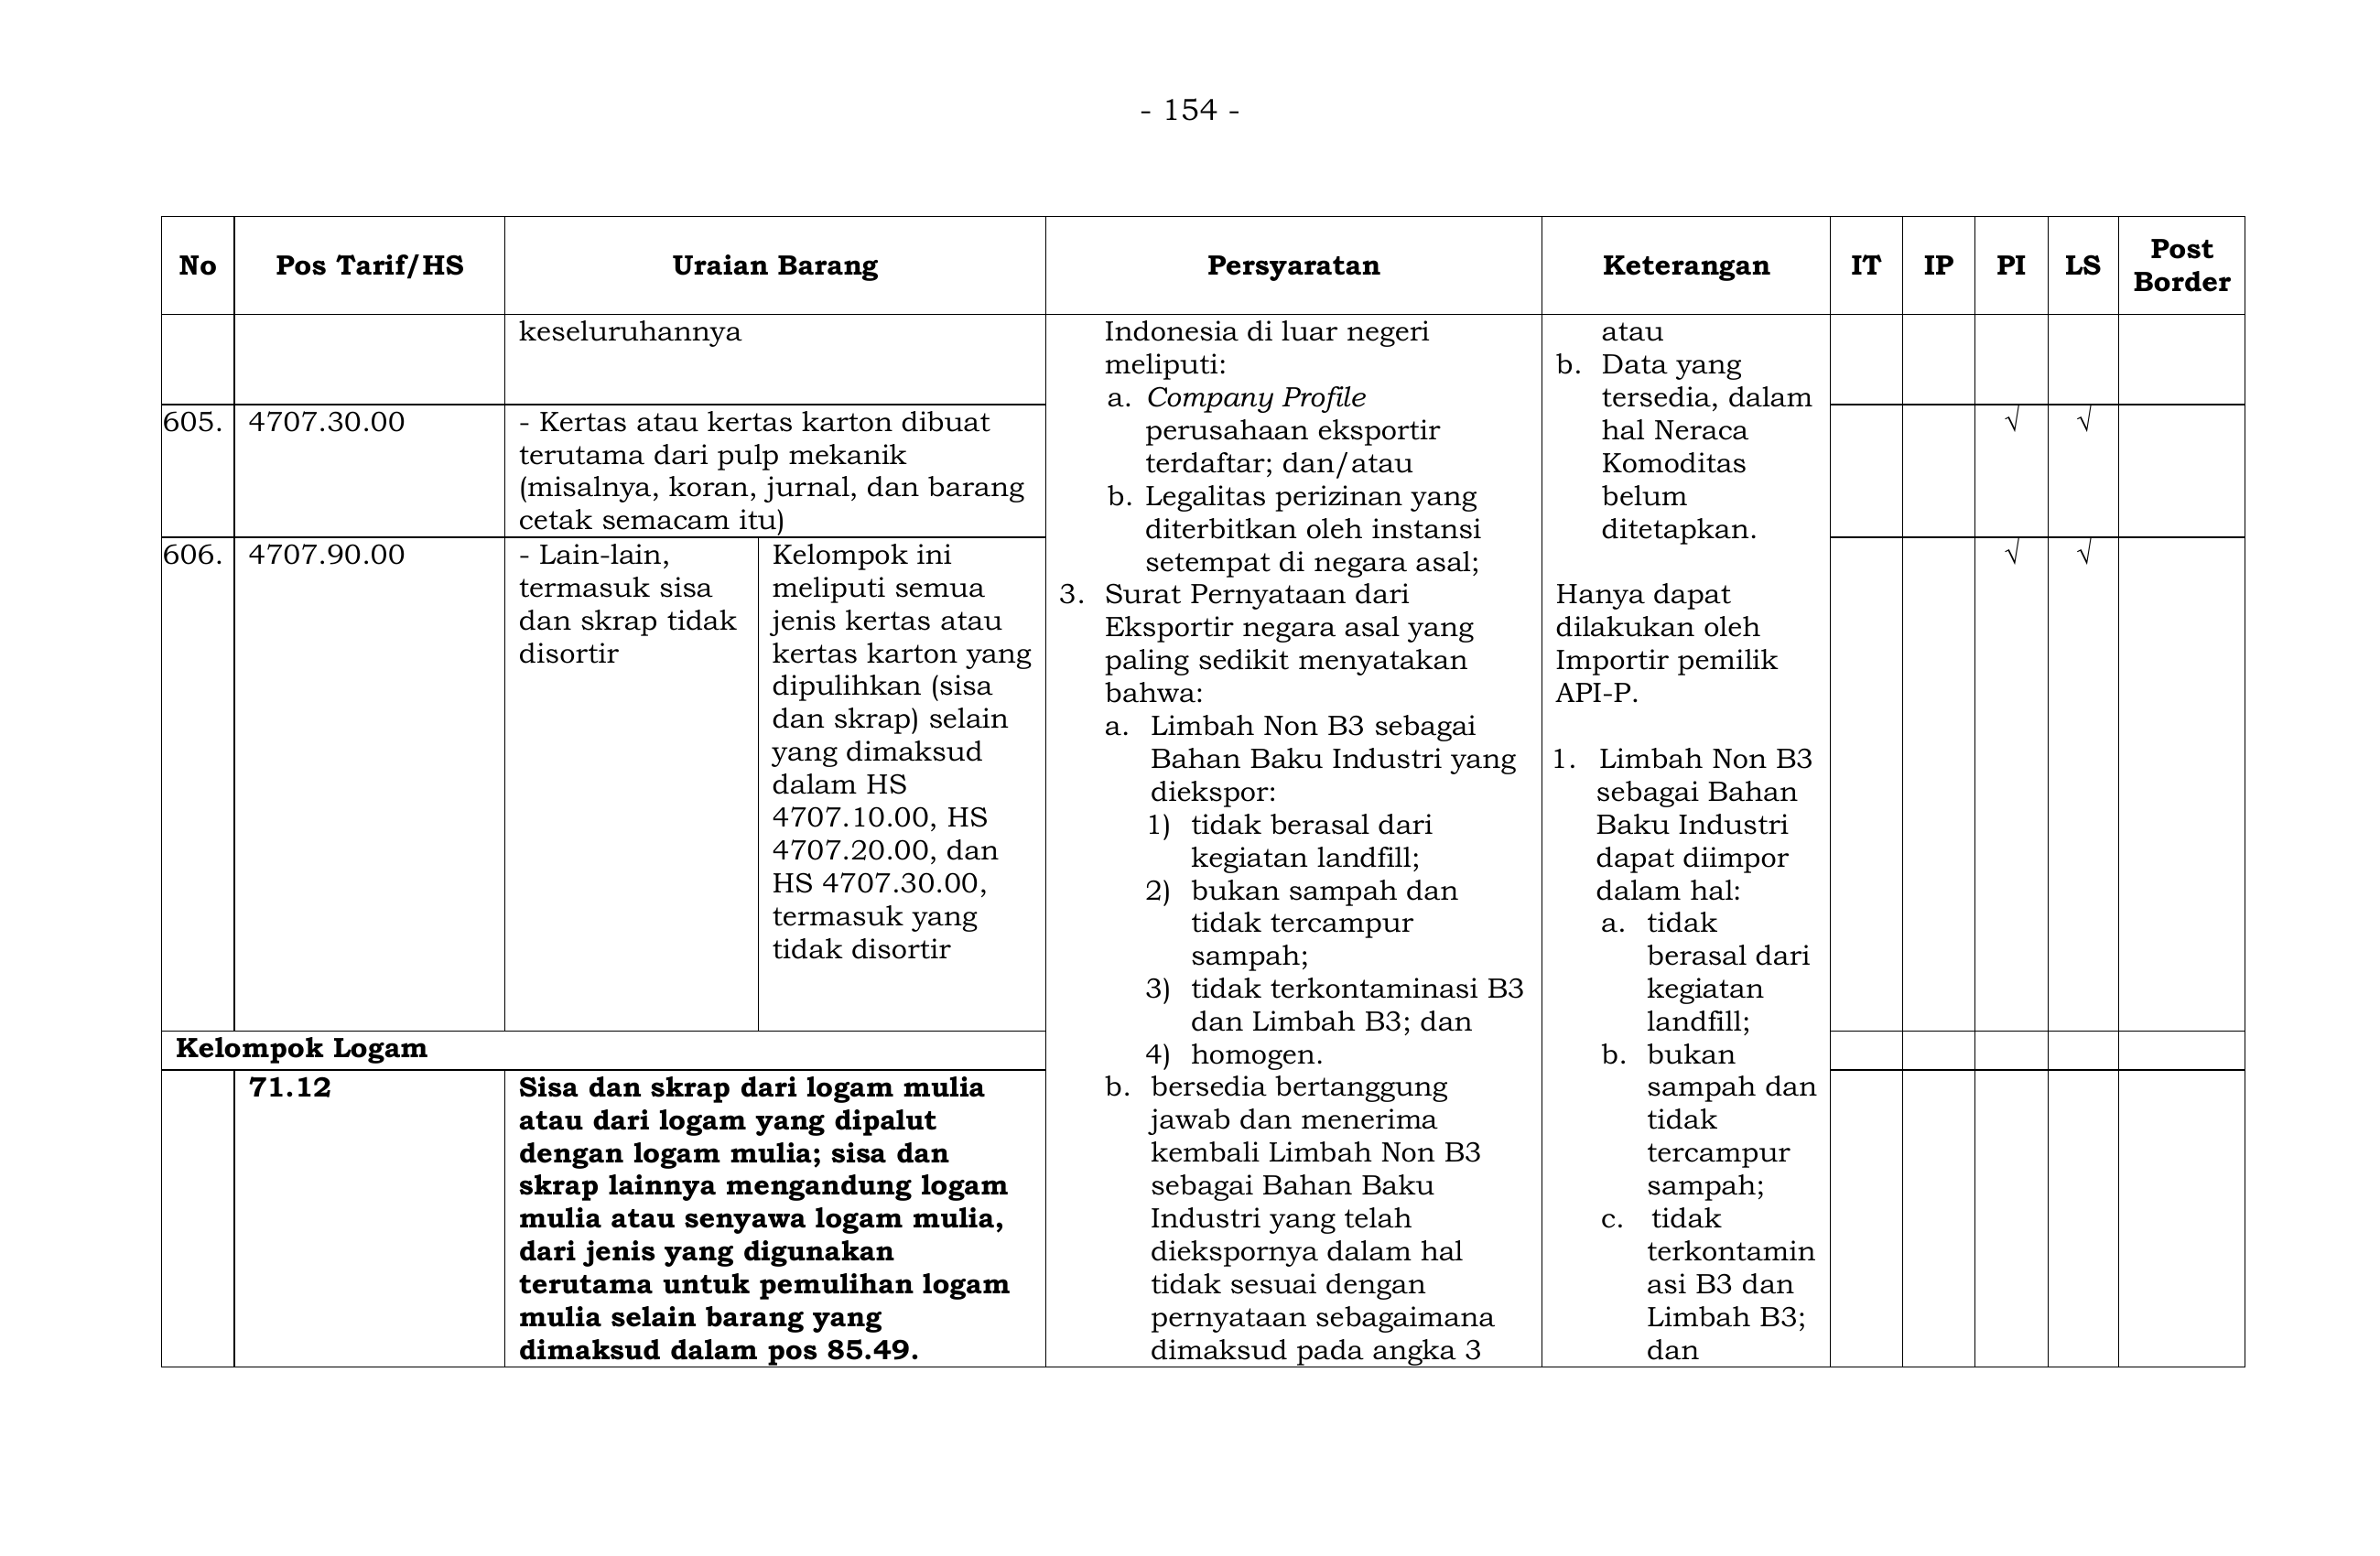 - 154 -
No
Pos Tarif/HS
Uraian Barang
Persyaratan
Keterangan
IT
IP
PI
LS
Post
Border
keseluruhannya
605.
4707.30.00
- Kertas atau kertas karton dibuat
terutama dari pulp mekanik
(misalnya, koran, jurnal, dan barang
cetak semacam itu)
606.
4707.90.00
- Lain-lain,
termasuk sisa
dan skrap tidak
disortir
Kelompok ini
meliputi semua
jenis kertas atau
kertas karton yang
dipulihkan (sisa
dan skrap) selain
yang dimaksud
dalam HS
4707.10.00, HS
4707.20.00, dan
HS 4707.30.00,
termasuk yang
tidak disortir
Kelompok Logam
71.12
Sisa dan skrap dari logam mulia
atau dari logam yang dipalut
dengan logam mulia; sisa dan
skrap lainnya mengandung logam
mulia atau senyawa logam mulia,
dari jenis yang digunakan
terutama untuk pemulihan logam
mulia selain barang yang
dimaksud dalam pos 85.49.
Indonesia di luar negeri
meliputi:
a. Company Profile
perusahaan eksportir
terdaftar; dan/atau
b. Legalitas perizinan yang
diterbitkan oleh instansi
setempat di negara asal;
3. Surat Pernyataan dari
Eksportir negara asal yang
paling sedikit menyatakan
bahwa:
a. Limbah Non B3 sebagai
Bahan Baku Industri yang
diekspor:
1) tidak berasal dari
kegiatan landfill;
2) bukan sampah dan
tidak tercampur
sampah;
3) tidak terkontaminasi B3
dan Limbah B3; dan
4) homogen.
b. bersedia bertanggung
jawab dan menerima
kembali Limbah Non B3
sebagai Bahan Baku
Industri yang telah
diekspornya dalam hal
tidak sesuai dengan
pernyataan sebagaimana
dimaksud pada angka 3
atau
b. Data yang
tersedia, dalam
hal Neraca
Komoditas
belum
ditetapkan.
Hanya dapat
dilakukan oleh
Importir pemilik
API-P.
1. Limbah Non B3
sebagai Bahan
Baku Industri
dapat diimpor
dalam hal:
a. tidak
berasal dari
kegiatan
landfill;
b. bukan
sampah dan
tidak
tercampur
sampah;
c. tidak
terkontamin
asi B3 dan
Limbah B3;
dan
√ √
√ √